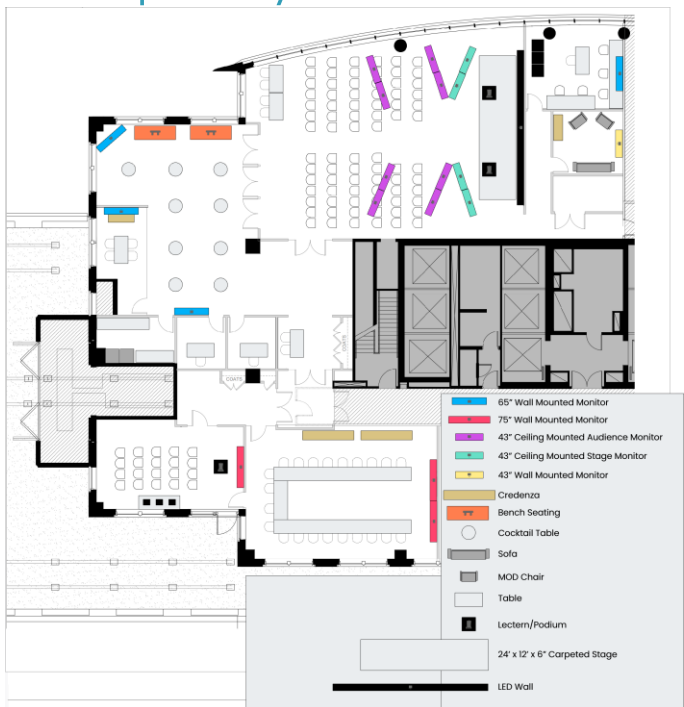 COATS
COATS
65" Wall Mounted Monitor
75" Wall Mounted Monitor
43" Ceiling Mounted Audience Monitor
43" Ceiling Mounted Stage Monitor
43" Wall Mounted Monitor
Credenza
Bench Seating
Cocktail Table
Sofa
MOD Chair
Table
Lectern/Podium
24' x 12' x 6" Carpeted Stage
LED Wall